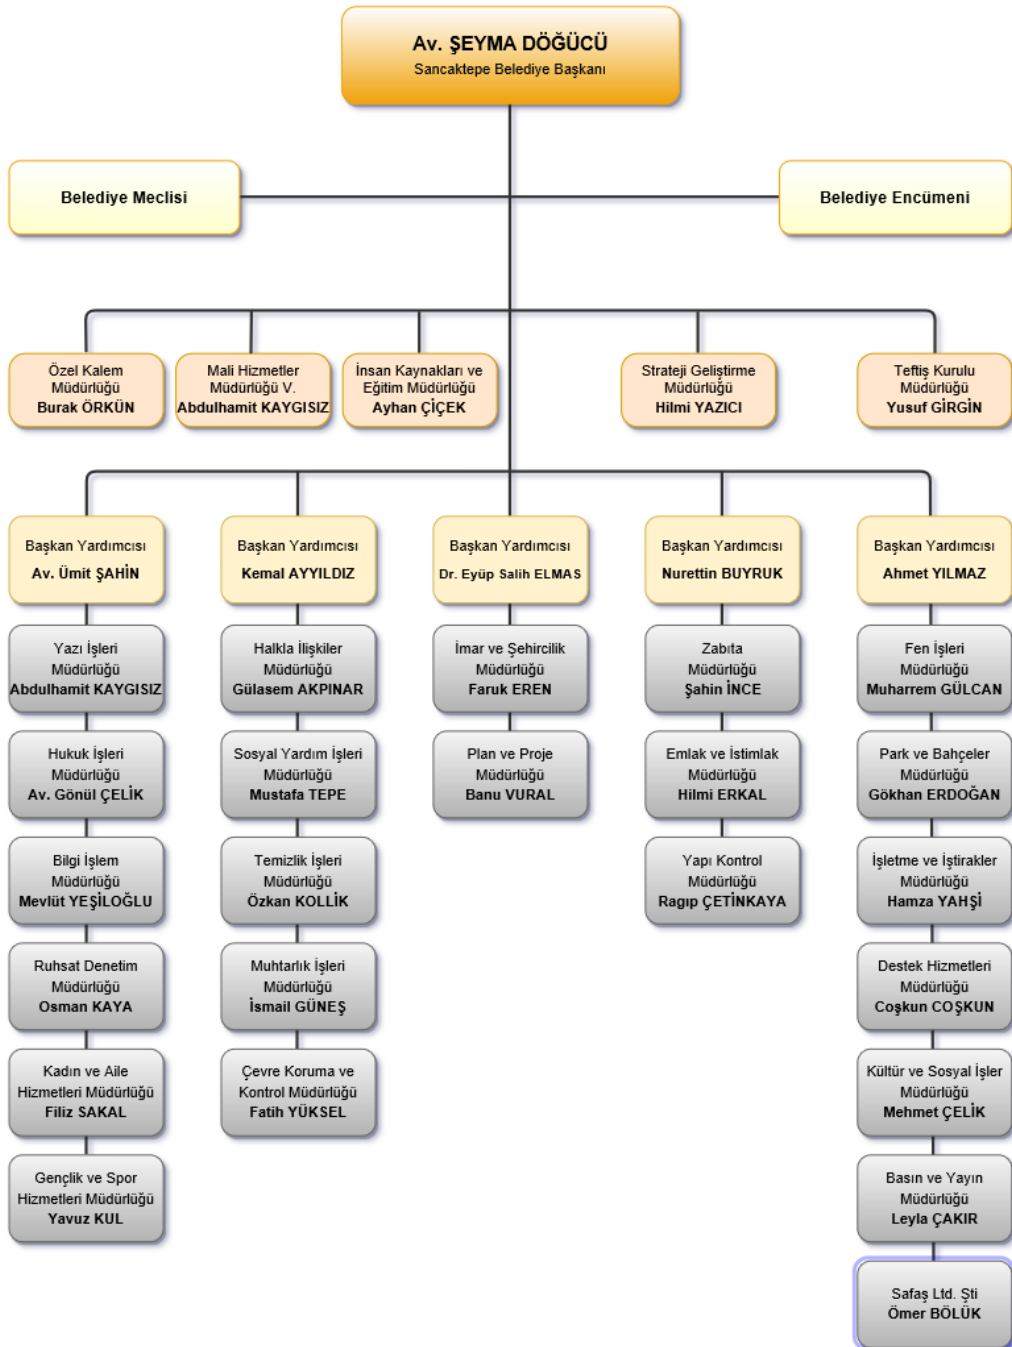 Av. ŞEYMA DÖĞÜCÜ
Sancaktepe Belediye Başkanı
Belediye Meclisi
Belediye Encümeni
Özel Kalem
Müdürlüğü
Burak ÖRKÜN
Mali Hizmetler
Müdürlüğü V.
Abdulhamit KAYGISIZ
İnsan Kaynakları ve
Eğitim Müdürlüğü
Ayhan ÇİÇEK
Strateji Geliştirme
Müdürlüğü
Hilmi YAZICI
Teftiş Kurulu
Müdürlüğü
Yusuf GİRGİN
Başkan Yardımcısı
Av. Ümit ŞAHİN
Yazı İşleri
Müdürlüğü
Abdulhamit KAYGISIZ
Hukuk İşleri
Müdürlüğü
Av. Gönül ÇELİK
Bilgi İşlem
Müdürlüğü
Mevlüt YEŞİLOĞLU
Ruhsat Denetim
Müdürlüğü
Osman KAYA
Kadın ve Aile
Hizmetleri Müdürlüğü
Filiz SAKAL
Gençlik ve Spor
Hizmetleri Müdürlüğü
Yavuz KUL
Başkan Yardımcısı
Kemal AYYILDIZ
Halkla İlişkiler
Müdürlüğü
Gülasem AKPINAR
Sosyal Yardım İşleri
Müdürlüğü
Mustafa TEPE
Temizlik İşleri
Müdürlüğü
Özkan KOLLİK
Muhtarlık İşleri
Müdürlüğü
İsmail GÜNEŞ
Çevre Koruma ve
Kontrol Müdürlüğü
Fatih YÜKSEL
Başkan Yardımcısı
Dr. Eyüp Salih ELMAS
İmar ve Şehircilik
Müdürlüğü
Faruk EREN
Plan ve Proje
Müdürlüğü
Banu VURAL
Başkan Yardımcısı
Nurettin BUYRUK
Zabıta
Müdürlüğü
Şahin İNCE
Emlak ve İstimlak
Müdürlüğü
Hilmi ERKAL
Yapı Kontrol
Müdürlüğü
Ragıp ÇETİNKAYA
Başkan Yardımcısı
Ahmet YILMAZ
Fen İşleri
Müdürlüğü
Muharrem GÜLCAN
Park ve Bahçeler
Müdürlüğü
Gökhan ERDOĞAN
İşletme ve İştirakler
Müdürlüğü
Hamza YAHŞİ
Destek Hizmetleri
Müdürlüğü
Coşkun COŞKUN
Kültür ve Sosyal İşler
Müdürlüğü
Mehmet ÇELİK
Basın ve Yayın
Müdürlüğü
Leyla ÇAKIR
Safaş Ltd. Şti
Ömer BÖLÜK